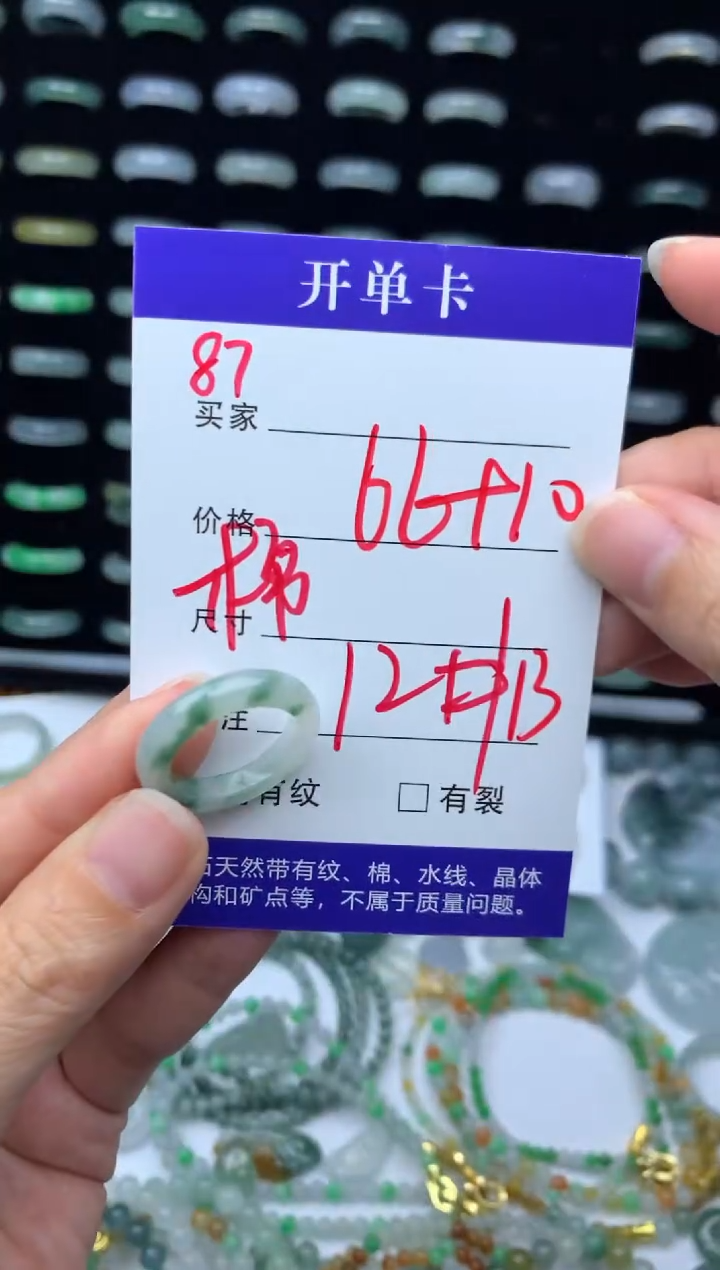 开单卡
87
买家
66+10
价格
棉
尺寸
12 13
注
有纹 有裂
天然带有纹、棉、水线、晶体
构和矿点等，不属于质量问题。